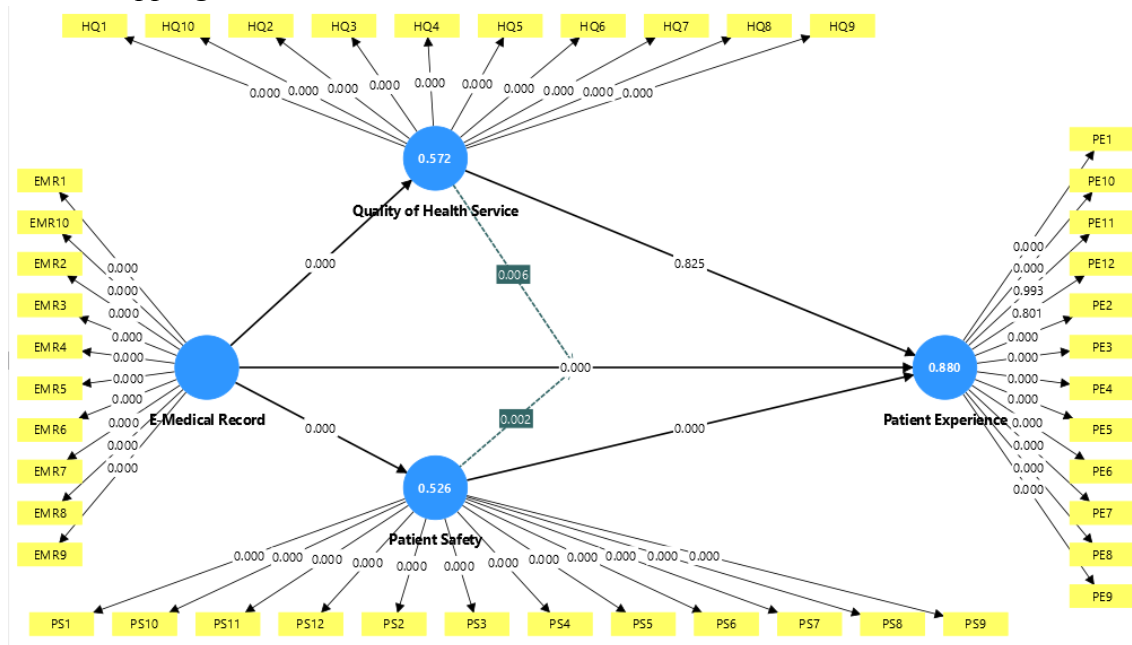 HQ1 HQ10 HQ2 HQ3 HQ4 HQ5 HQ6 HQ7 HQ8 HQ9
0.000 0.000 0.000 0.000 0.000 0.000 0.000 0.000 0.000 0.000
0.572
Quality of Health Service
EMR1
EMR10
EMR2
EMR3
EMR4
EMR5
EMR6
EMR7
EMR8
EMR9
0.000
0.000
0.000
0.000
0.000
0.000
0.000
0.000
0.000
0.000
E-Medical Record
0.000
0.006
0.825
0.000
0.000
0.002
0.000
0.880
Patient Experience
0.000
0.000
0.993
0.801
0.000
0.000
0.000
0.000
0.000
0.000
0.000
0.000
PE1
PE10
PE11
PE12
PE2
PE3
PE4
PE5
PE6
PE7
PE8
PE9
0.526
Patient Safety
0.000 0.000 0.000 0.000 0.000 0.000 0.000 0.000 0.000 0.000 0.000 0.000
PS1 PS10 PS11 PS12 PS2 PS3 PS4 PS5 PS6 PS7 PS8 PS9